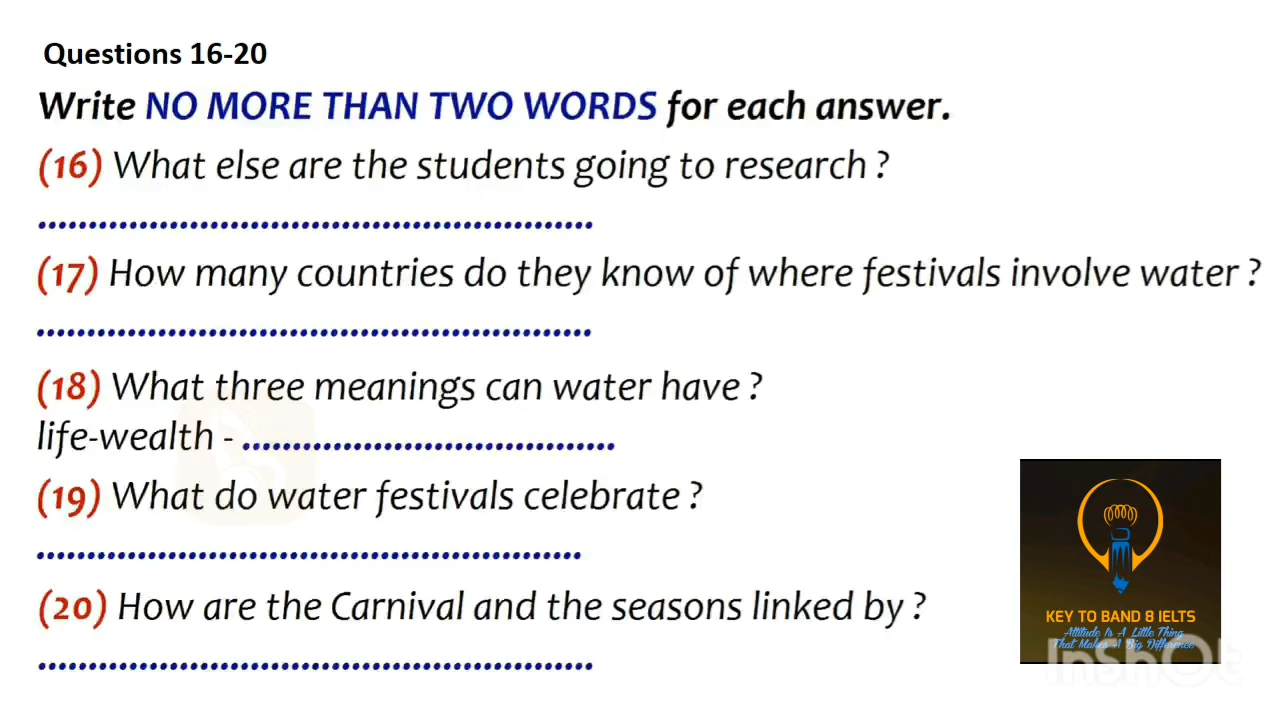 Questions 16-20
Write NO MORE THAN TWO WORDS for each answer.
(16) What else are the students going to research ?
......................................................
(17) How many countries do they know of where festivals involve water ?
......................................................
(18) What three meanings can water have ?
life-wealth - ....................................
(19) What do water festivals celebrate ?
.....................................................
(20) How are the Carnival and the seasons linked by ?
......................................................
KEY TO BAND 8 IELTS
Attitude Is A Little Thing
That Makes A Big Difference
InShOt